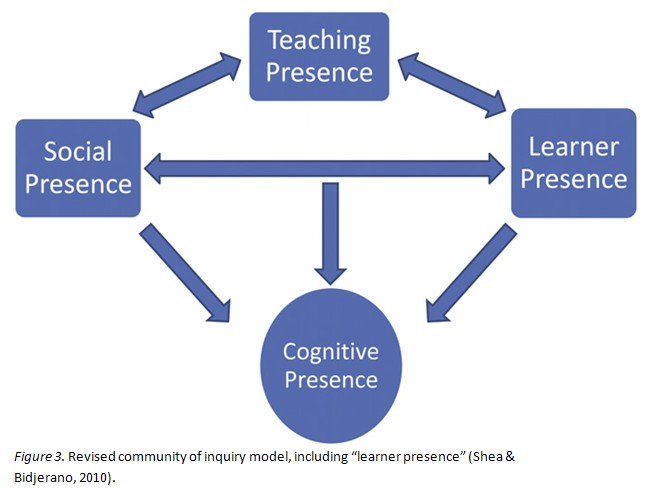 Teaching
Presence
Social
Presence
Learner
Presence
Cognitive
Presence
Figure 3. Revised community of inquiry model, including “learner presence” (Shea &
Bidjerano, 2010).